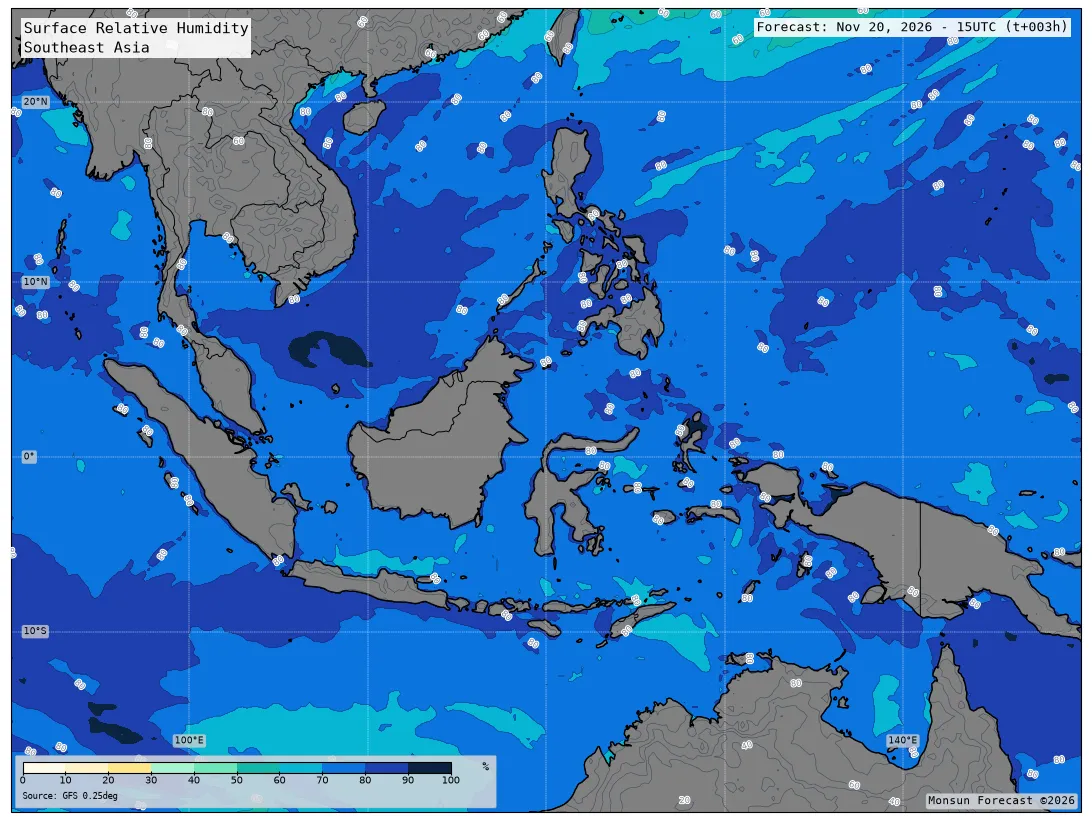 Surface Relative Humidity
Southeast Asia
Forecast: Nov 20, 2026 - 15UTC (t+003h)
20°N
10°N
0°
10°S
100°E
140°E
0 10 20 30 40 50 60 70 80 90 100
%
Source: GFS 0.25deg
Monsun Forecast ©2026